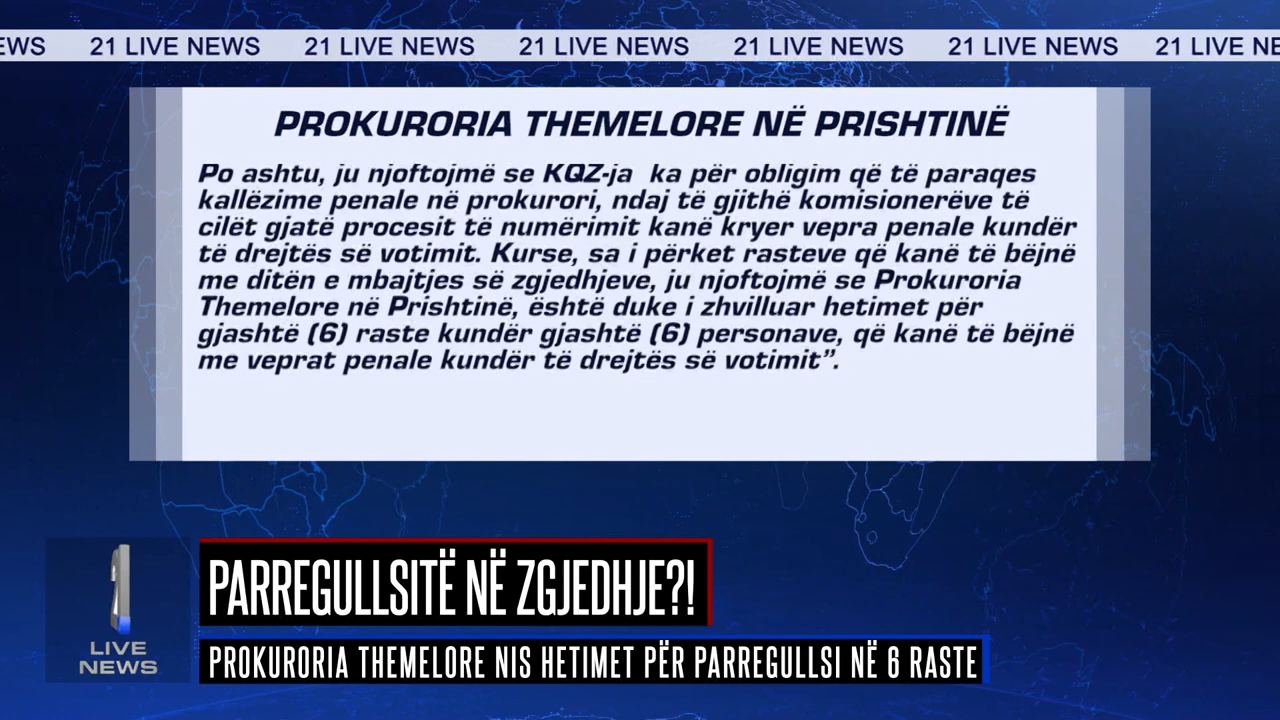 EWS 21 LIVE NEWS 21 LIVE NEWS 21 LIVE NEWS 21 LIVE NEWS 21 LIVE NEWS 21 LIVE NE
PROKURORIA THEMELORE NË PRISHTINË
Po ashtu, ju njoftojmë se KQZ-ja ka për obligim që të paraqes
kallëzime penale në prokurori, ndaj të gjithë komisionerëve të
cilët gjatë procesit të numërimit kanë kryer vepra penale kundër
të drejtës së votimit. Kurse, sa i përket rasteve që kanë të bëjnë
me ditën e mbajtjes së zgjedhjeve, ju njoftojmë se Prokuroria
Themelore në Prishtinë, është duke i zhvilluar hetimet për
gjashtë (6) raste kundër gjashtë (6) personave, që kanë të bëjnë
me veprat penale kundër të drejtës së votimit”.
PARREGULLSITË NË ZGJEDHJE?!
PROKURORIA THEMELORE NIS HETIMET PËR PARREGULLSI NË 6 RASTE
21
LIVE
NEWS